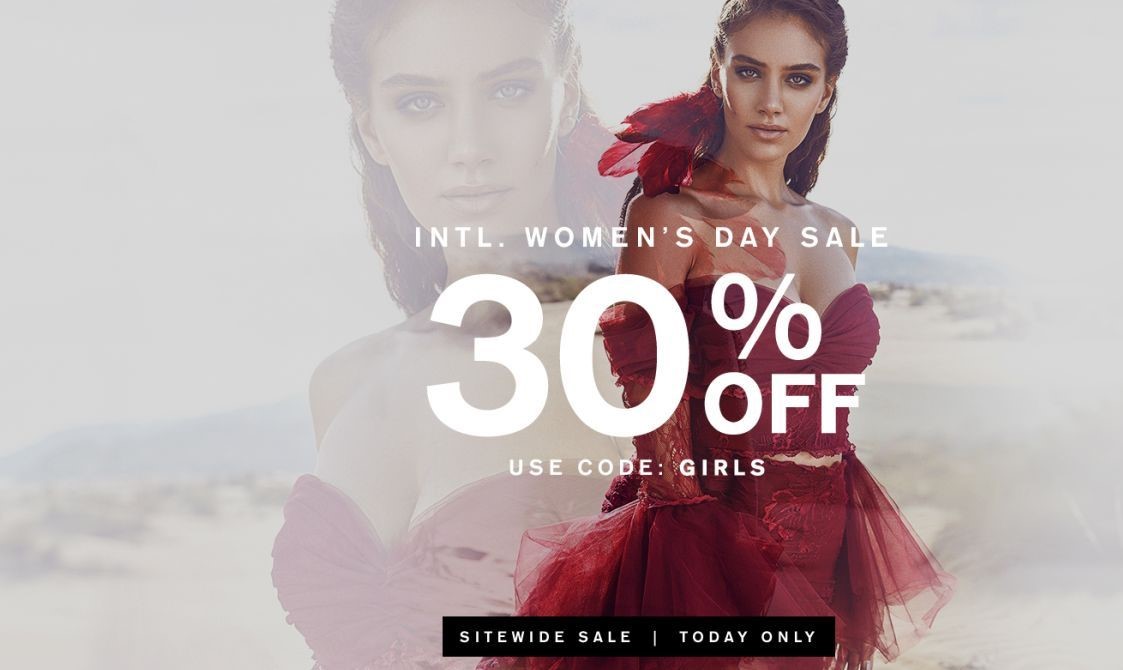 INTL. WOMEN'S DAY SALE
30% OFF
USE CODE: GIRLS
SITEWIDE SALE | TODAY ONLY